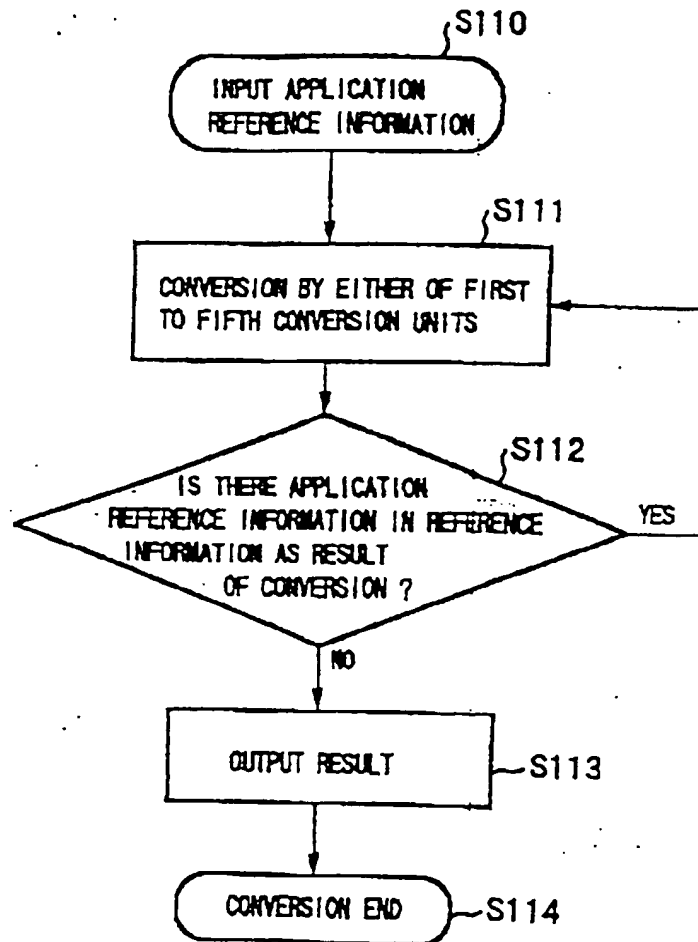 S110
INPUT APPLICATION
REFERENCE INFORMATION
S111
CONVERSION BY EITHER OF FIRST
TO FIFTH CONVERSION UNITS
S112
IS THERE APPLICATION
REFERENCE INFORMATION IN REFERENCE
INFORMATION AS RESULT
OF CONVERSION ?
YES
NO
OUTPUT RESULT
S113
CONVERSION END
S114